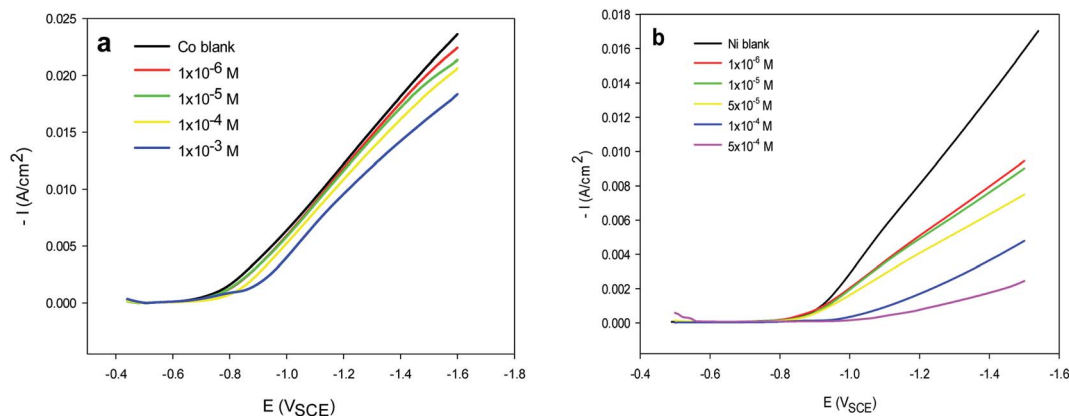 a
Co blank
1x10-6 M
1x10-5 M
1x10-4 M
1x10-3 M
- I (A/cm2)
0.025
0.020
0.015
0.010
0.005
0.000
-0.4 -0.6 -0.8 -1.0 -1.2 -1.4 -1.6 -1.8
E (VSCE)
b
Ni blank
1x10-6 M
1x10-5 M
5x10-5 M
1x10-4 M
5x10-4 M
- I (A/cm2)
0.018
0.016
0.014
0.012
0.010
0.008
0.006
0.004
0.002
0.000
-0.4 -0.6 -0.8 -1.0 -1.2 -1.4 -1.6
E (VSCE)